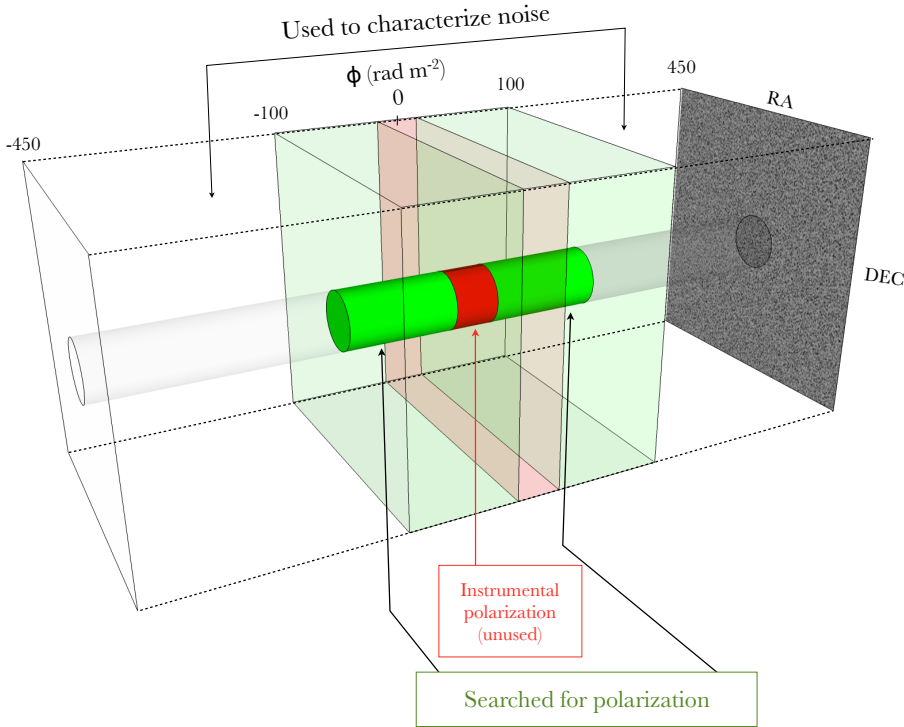 Used to characterize noise
ϕ (rad m-2)
-450
-100
0
100
450
RA
DEC
Instrumental
polarization
(unused)
Searched for polarization